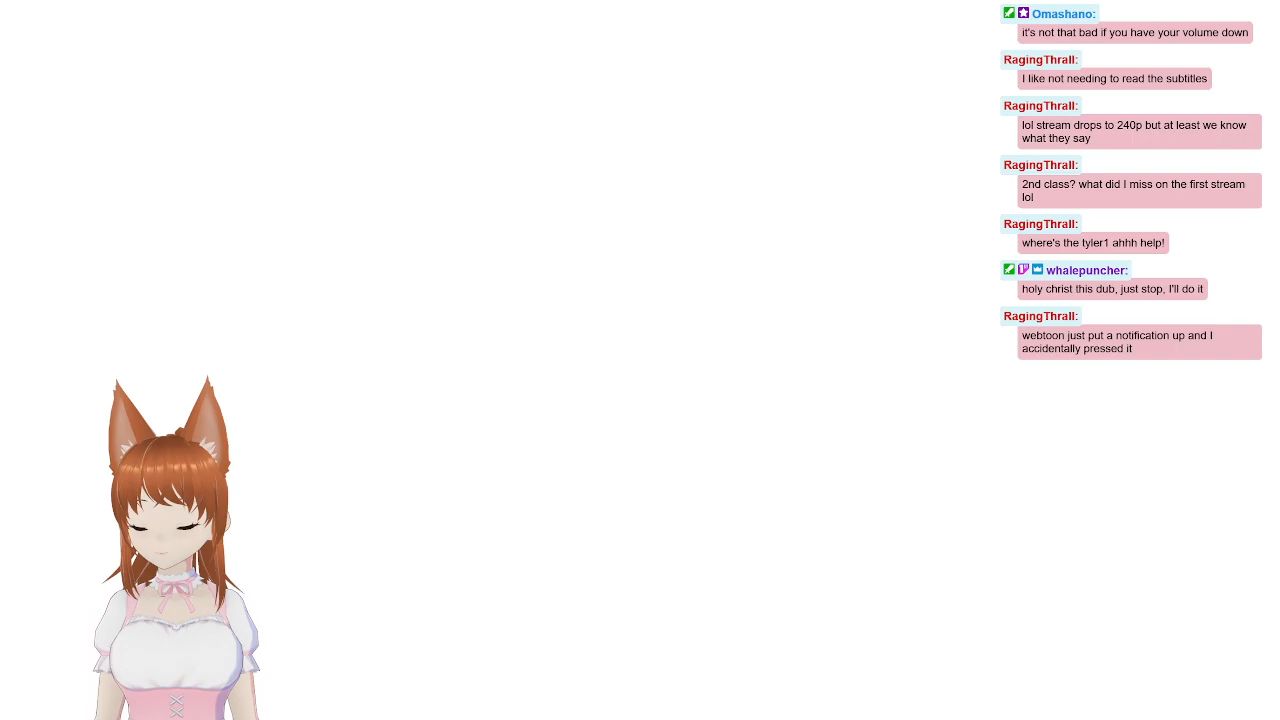 Omashano:
it's not that bad if you have your volume down
RagingThrall:
I like not needing to read the subtitles
RagingThrall:
lol stream drops to 240p but at least we know
what they say
RagingThrall:
2nd class? what did I miss on the first stream
lol
RagingThrall:
where's the tyler1 ahhh help!
whalepuncher:
holy christ this dub, just stop, I'll do it
RagingThrall:
webtoon just put a notification up and I
accidentally pressed it